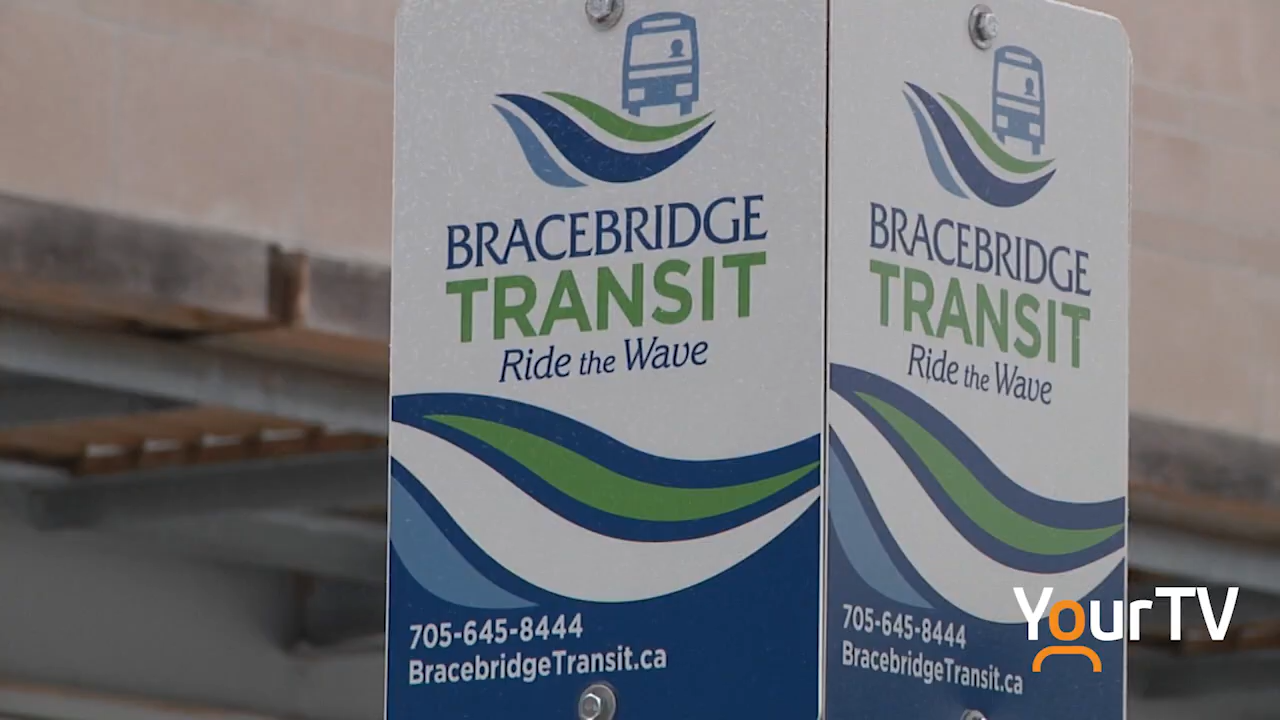 BRACEBRIDGE
TRANSIT
Ride the Wave
705-645-8444
BracebridgeTransit.ca
BRACEBRIDGE
TRANSIT
Ride the Wave
705-645-8444
BracebridgeTransit.ca
YourTV